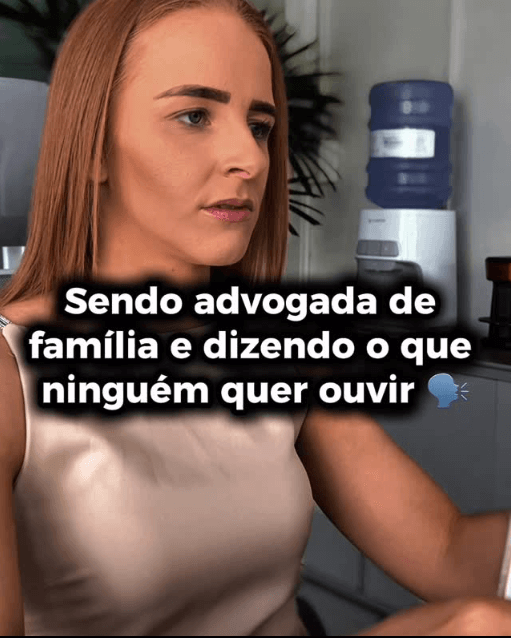 Sendo advogada de
família e dizendo o que
ninguém quer ouvir 🗣️